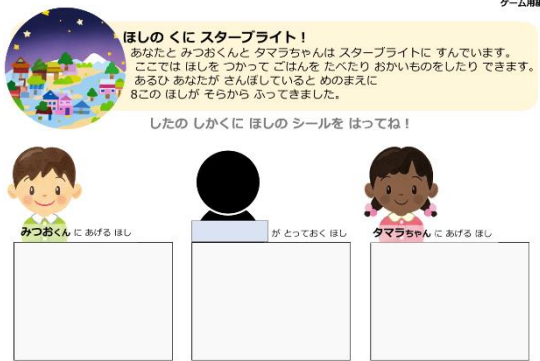 ゲーム用紙
ほしの くに スターブライト！
あなたと みつおくんと タマラちゃんは スターブライトに すんでいます。
ここでは ほしを つかって ごはんを たべたり おかいものをしたり できます。
あるひ あなたが さんぽしていると めのまえに
8この ほしが そらから ふってきました。
したの しかくに ほしの シールを はってね！
みつおくん に あげる ほし
が とっておく ほし
タマラちゃん に あげる ほし